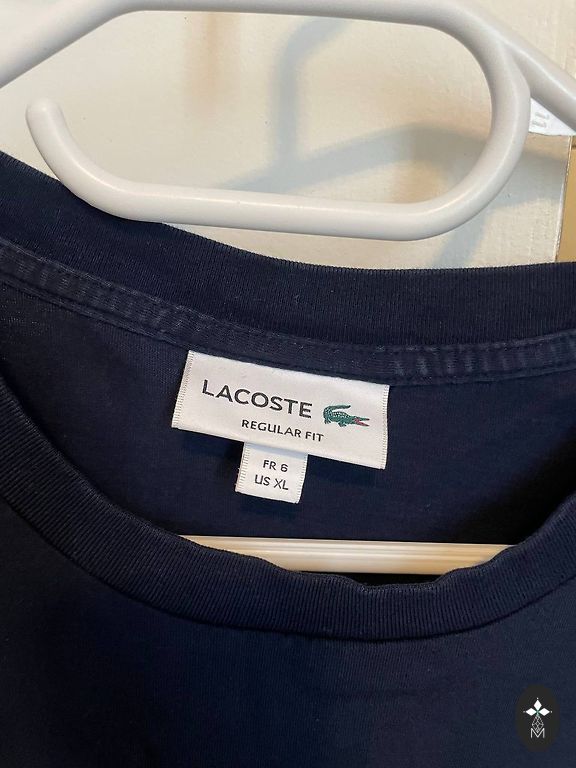 LACOSTE
REGULAR FIT
FR 6
US XL
M